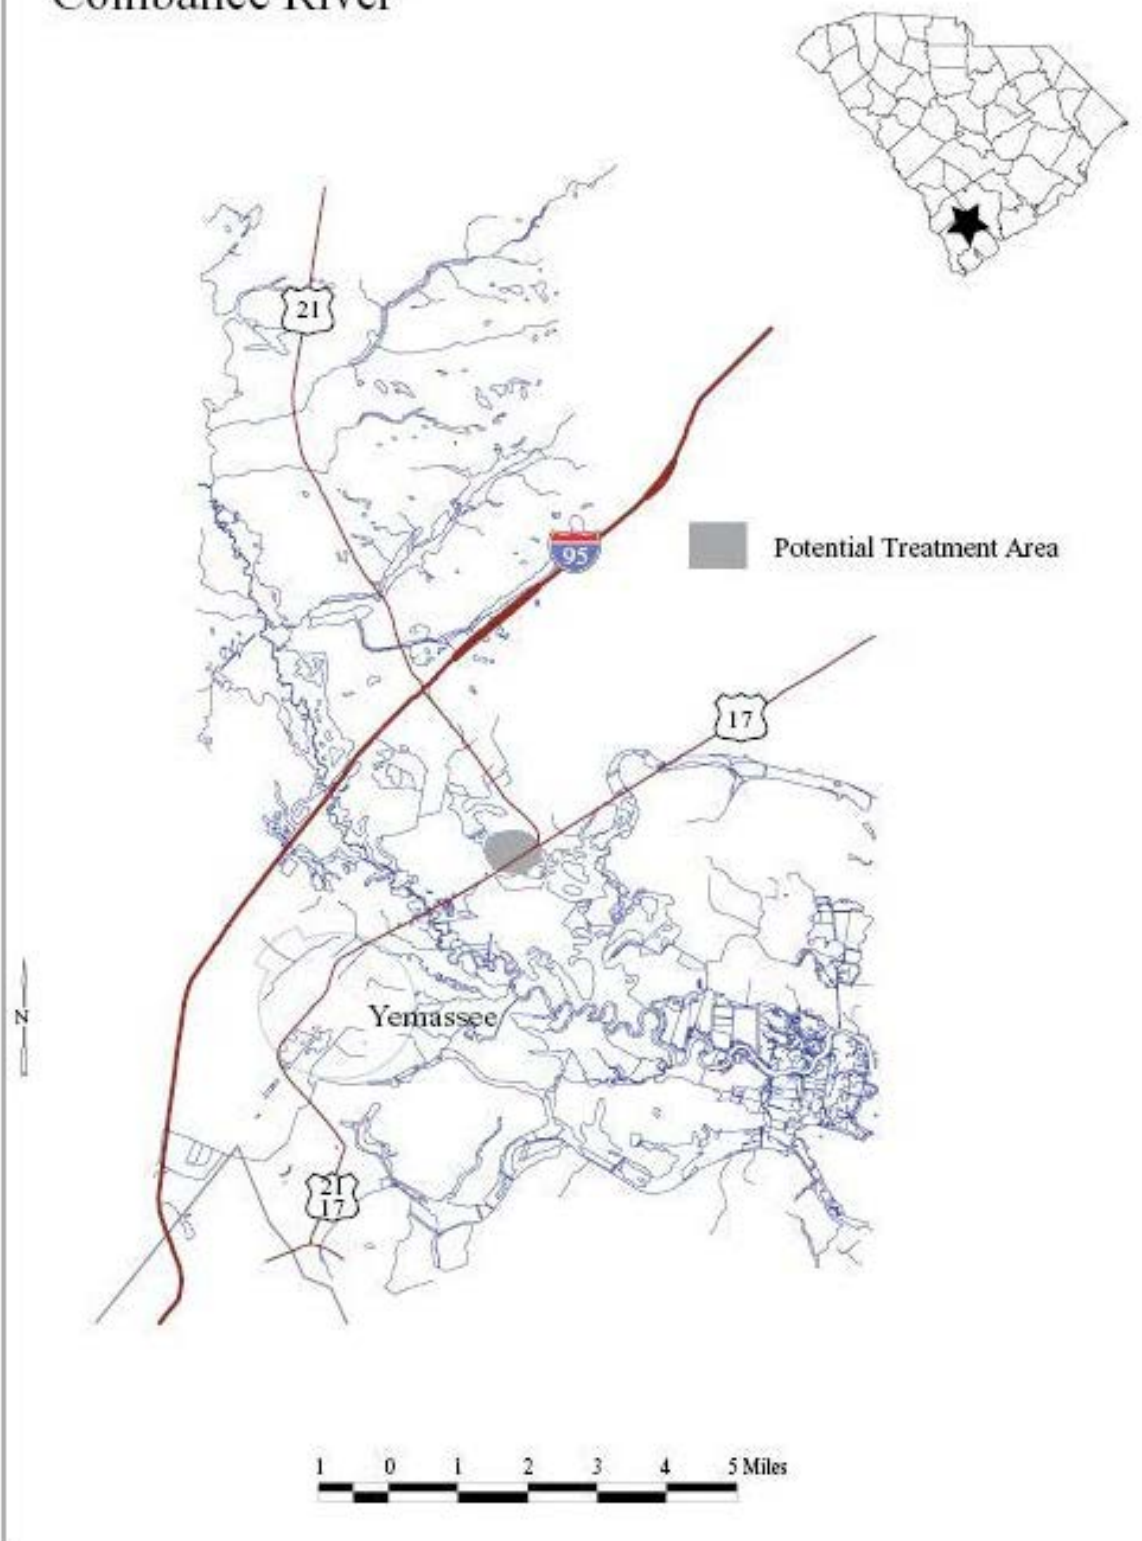 Combahee River
21
95
Potential Treatment Area
17
N
Yemassee
21
17
1 0 1 2 3 4 5 Miles